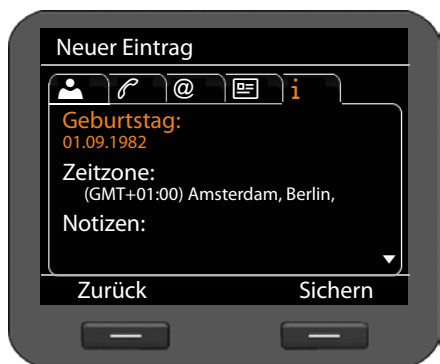 Neuer Eintrag
@ i
Geburtstag:
01.09.1982
Zeitzone:
(GMT+01:00) Amsterdam, Berlin,
Notizen:
Zurück Sichern